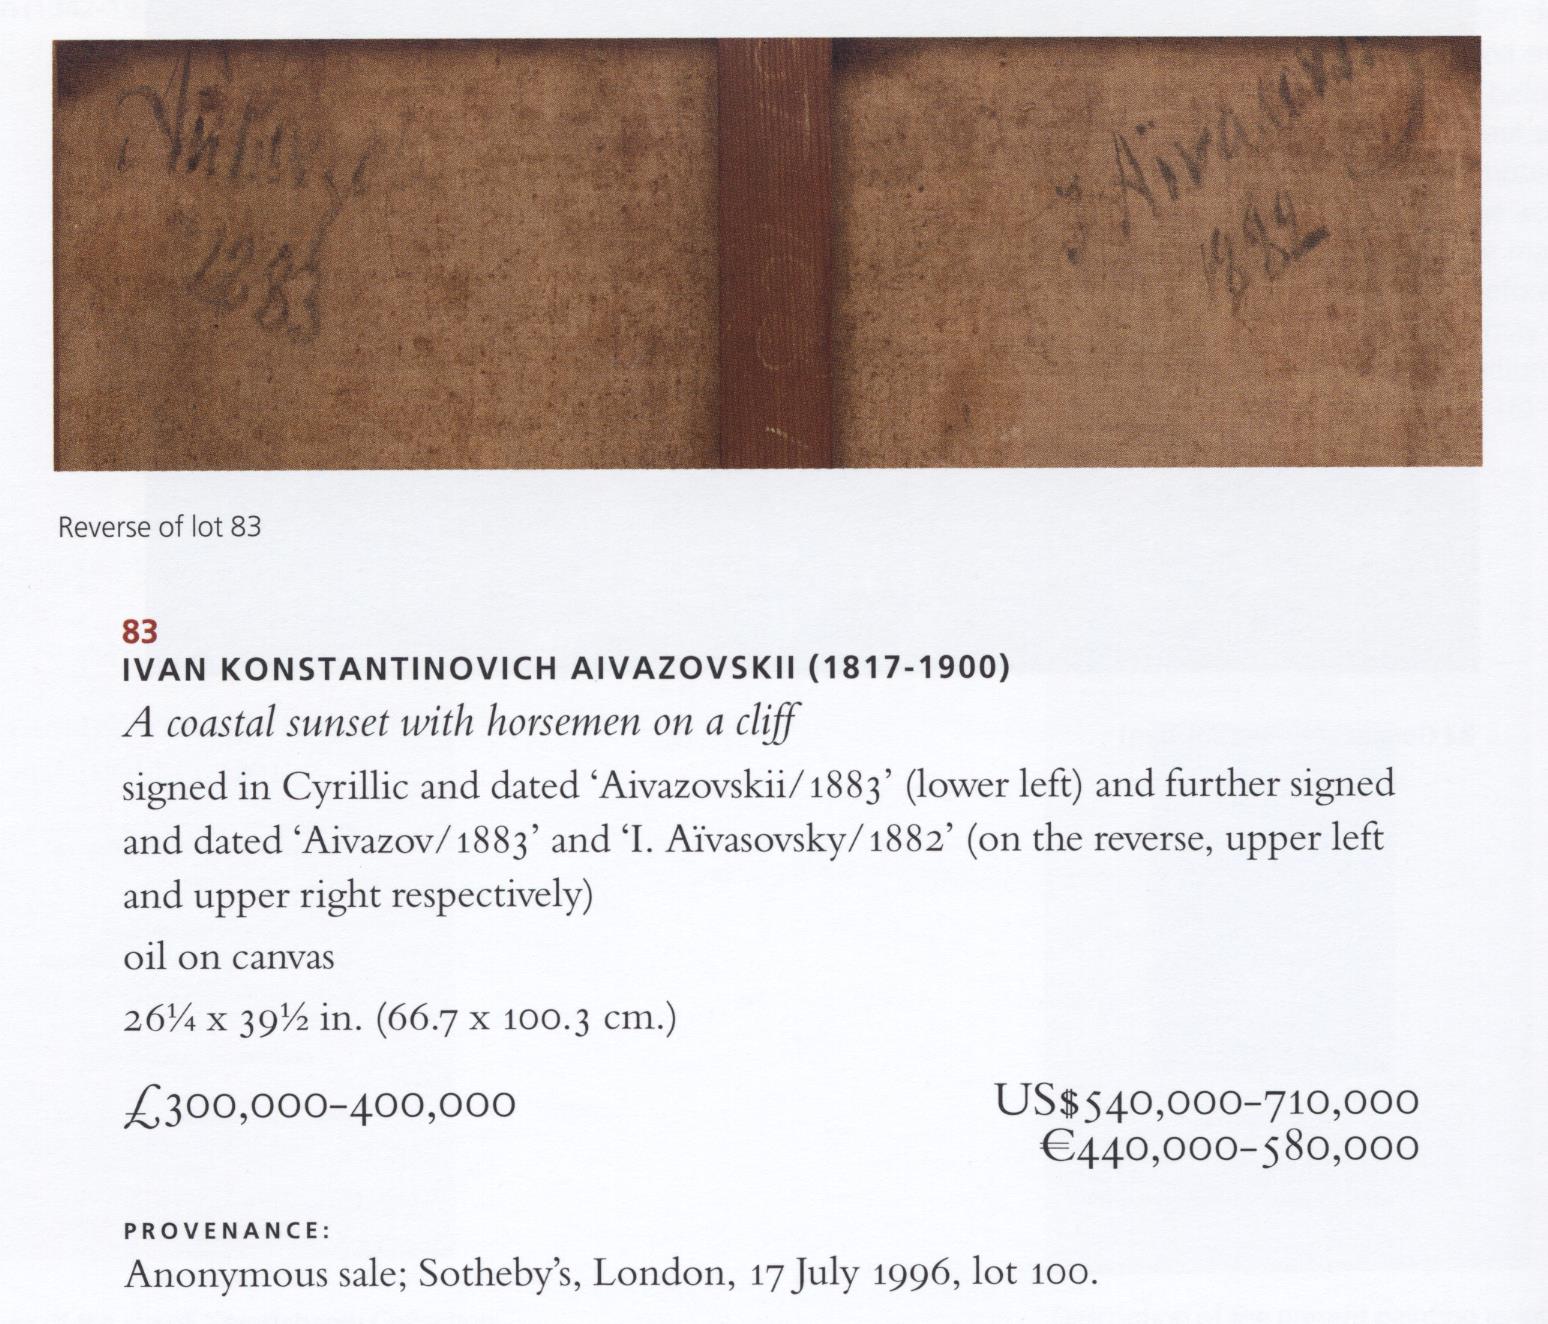 1883
1882
Reverse of lot 83
83
IVAN KONSTANTINOVICH AIVAZOVSKII (1817-1900)
A coastal sunset with horsemen on a cliff
signed in Cyrillic and dated ‘Aivazovskii/1883’ (lower left) and further signed
and dated ‘Aivazov/1883’ and ‘I. Aïvasovsky/1882’ (on the reverse, upper left
and upper right respectively)
oil on canvas
26¼ x 39½ in. (66.7 x 100.3 cm.)
£300,000–400,000
US$540,000–710,000
€440,000–580,000
PROVENANCE:
Anonymous sale; Sotheby’s, London, 17 July 1996, lot 100.